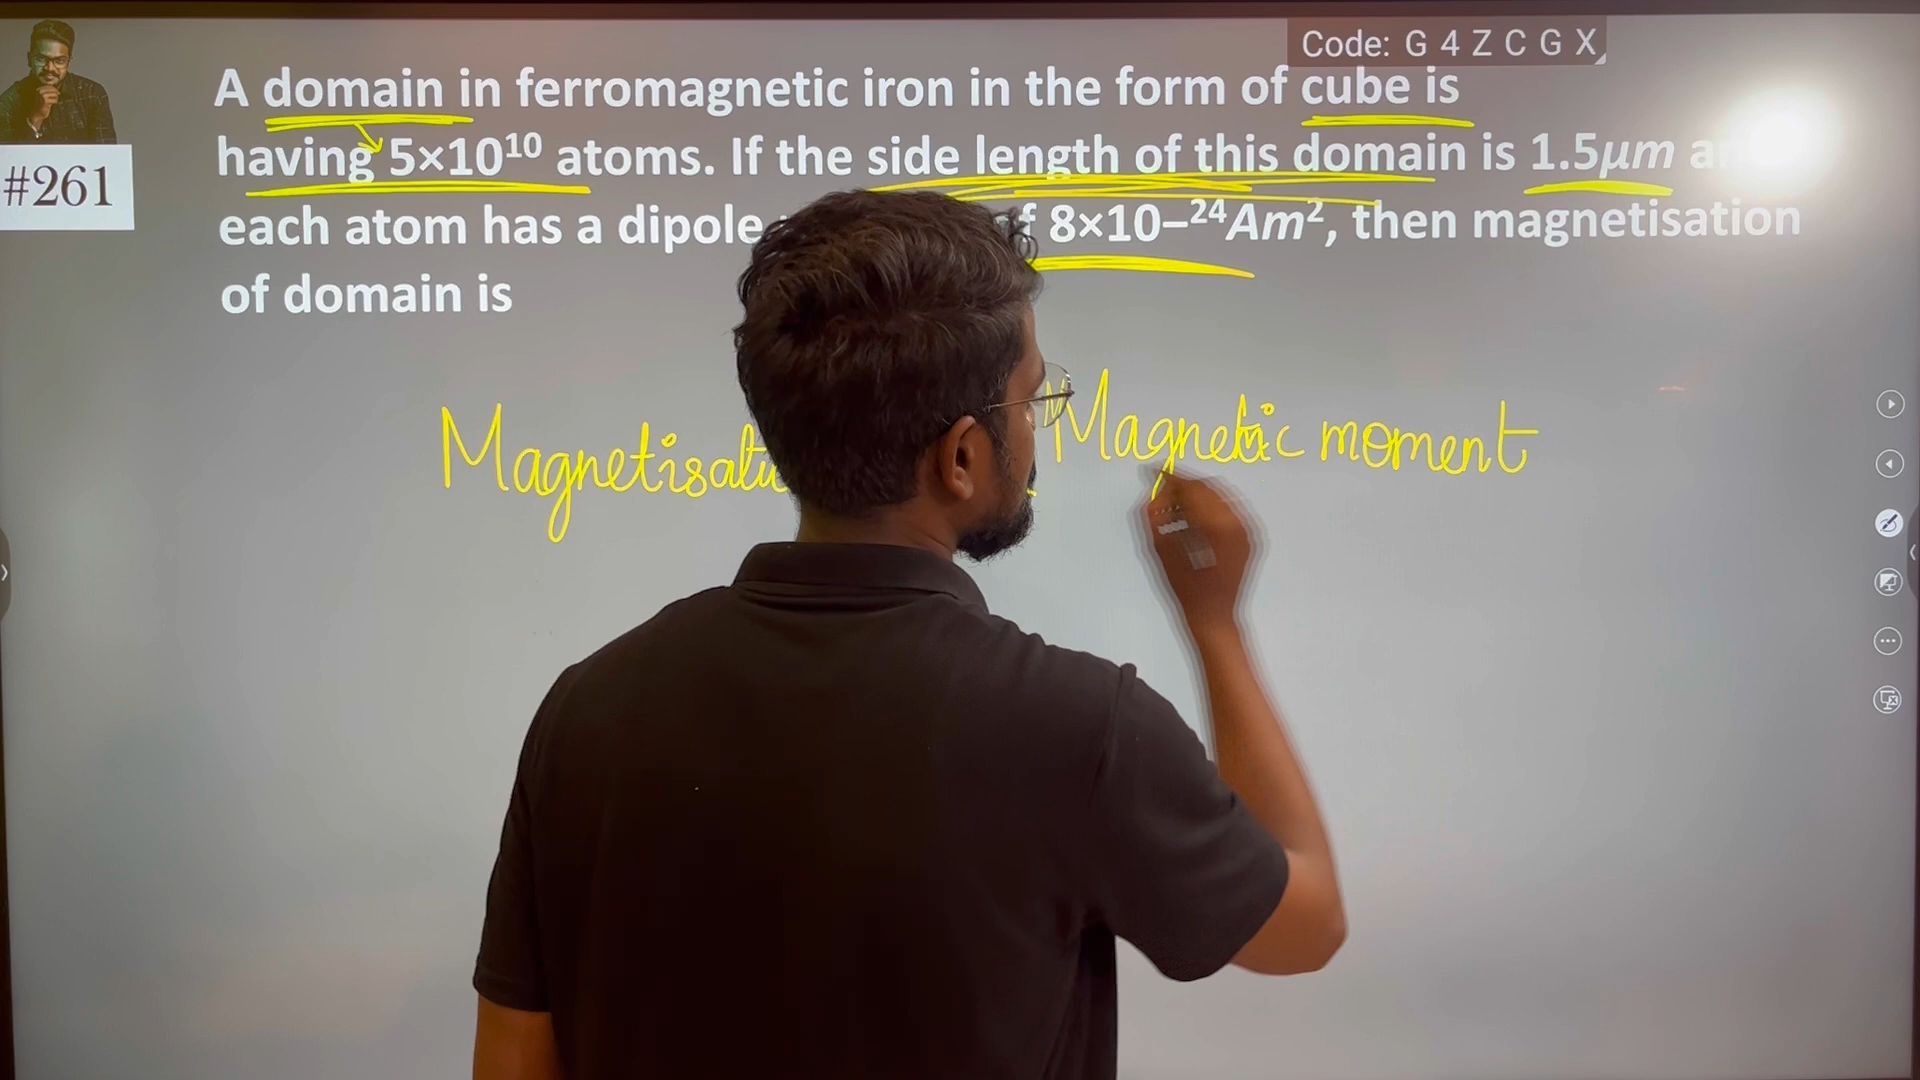 Code: G 4 Z C G X
A domain in ferromagnetic iron in the form of cube is
#261
having 5×10¹⁰ atoms. If the side length of this domain is 1.5μm
each atom has a dipole 8×10–²⁴Am², then magnetisation
of domain is
Magnetic moment